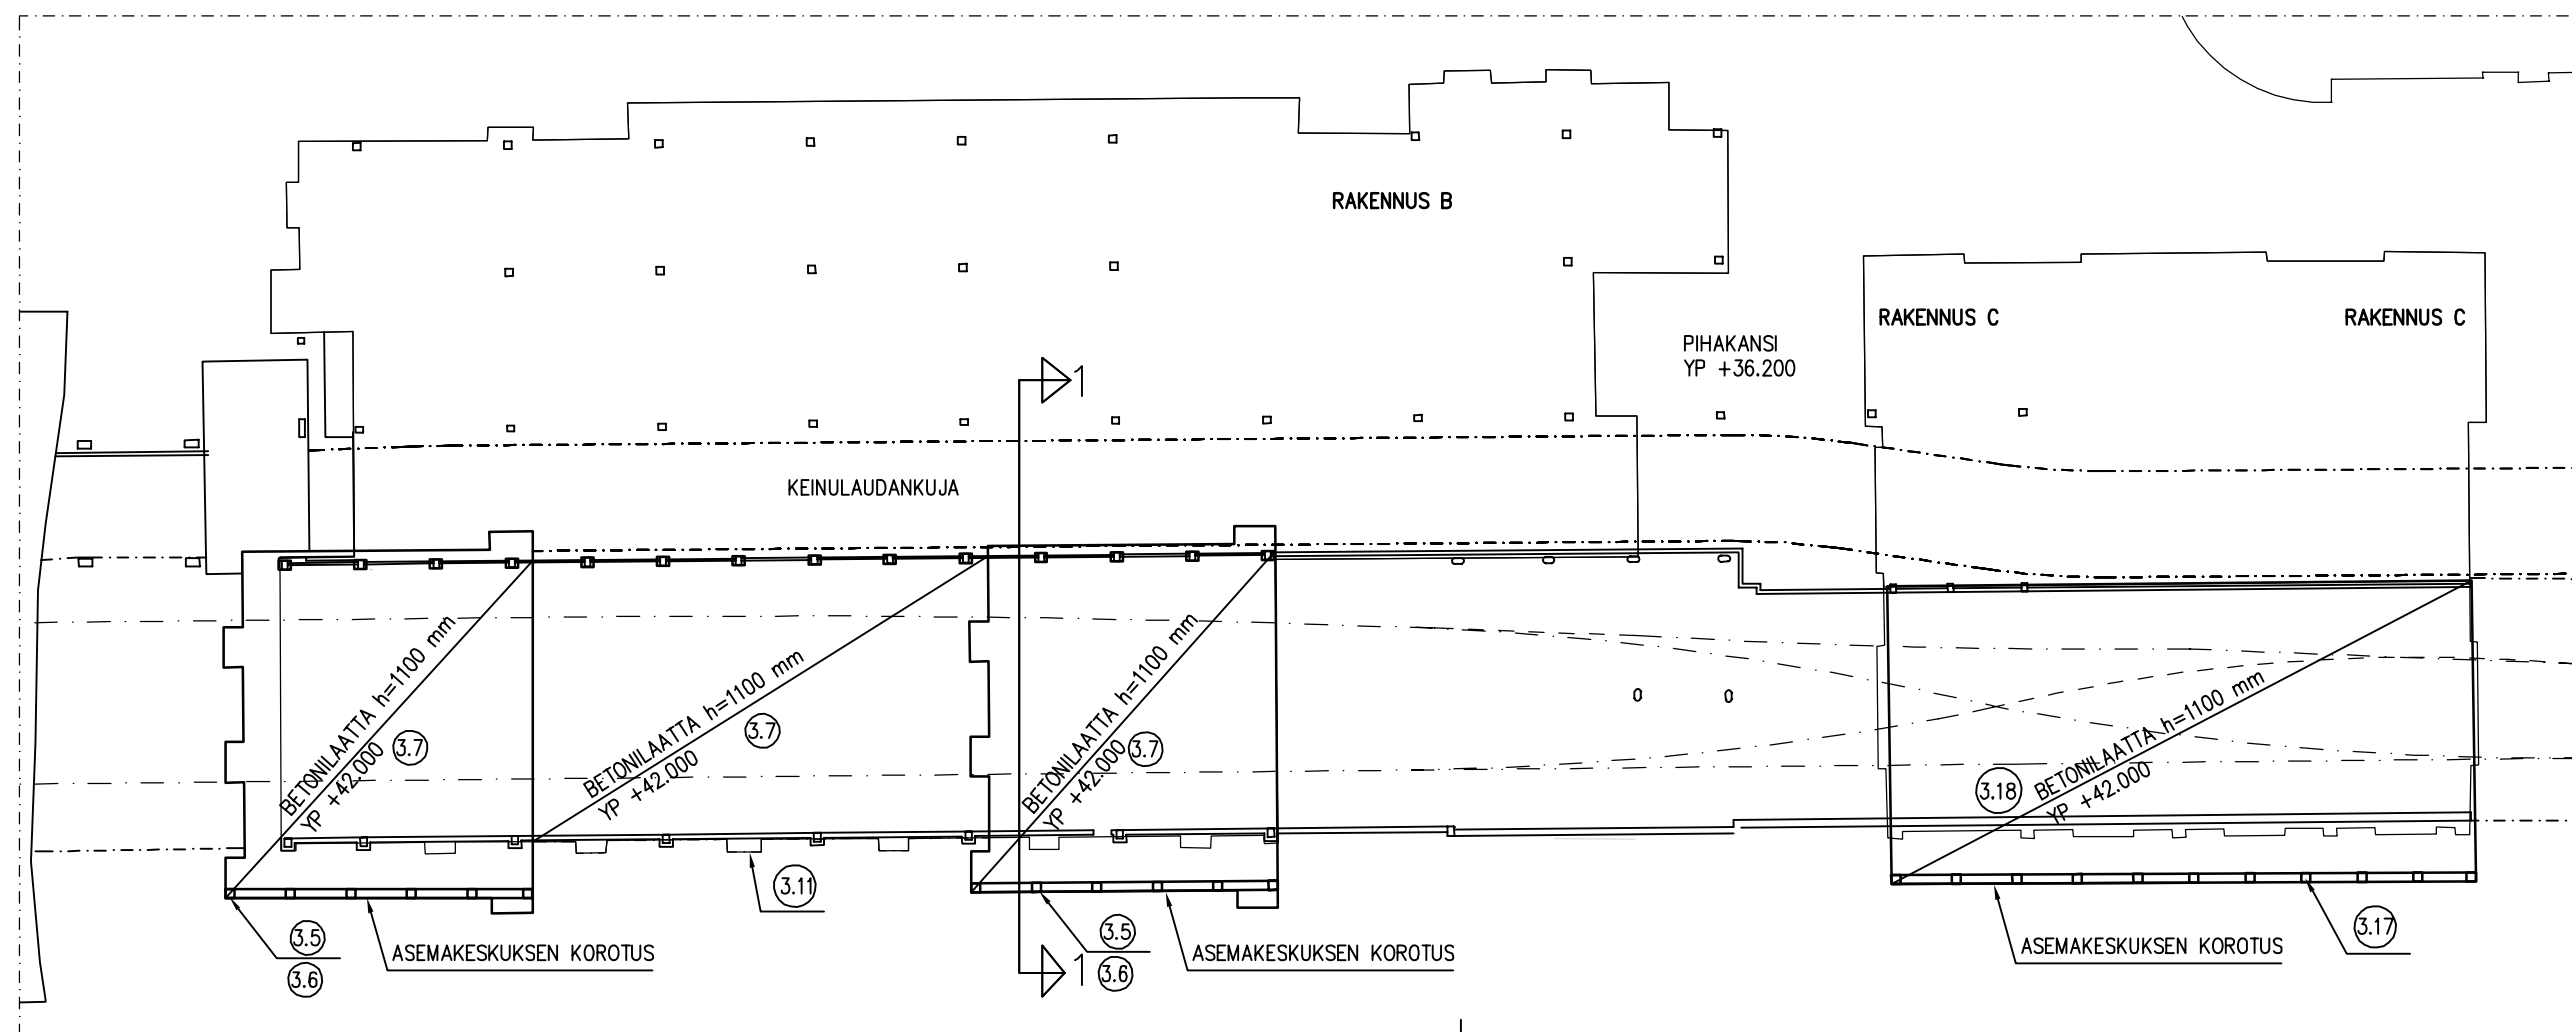 RAKENNUS B
RAKENNUS C
RAKENNUS C
PIHAKANSI
YP +36.200
1
KEINULAUDANKUJA
BETONILAATTA h=1100 mm
YP +42.000
3.7
BETONILAATTA h=1100 mm
YP +42.000
3.7
BETONILAATTA h=1100 mm
YP +42.000
3.7
BETONILAATTA h=1100 mm
YP +42.000
3.18
3.11
3.5
3.6
ASEMAKESKUKSEN KOROTUS
1
3.5
3.6
ASEMAKESKUKSEN KOROTUS
ASEMAKESKUKSEN KOROTUS
3.17